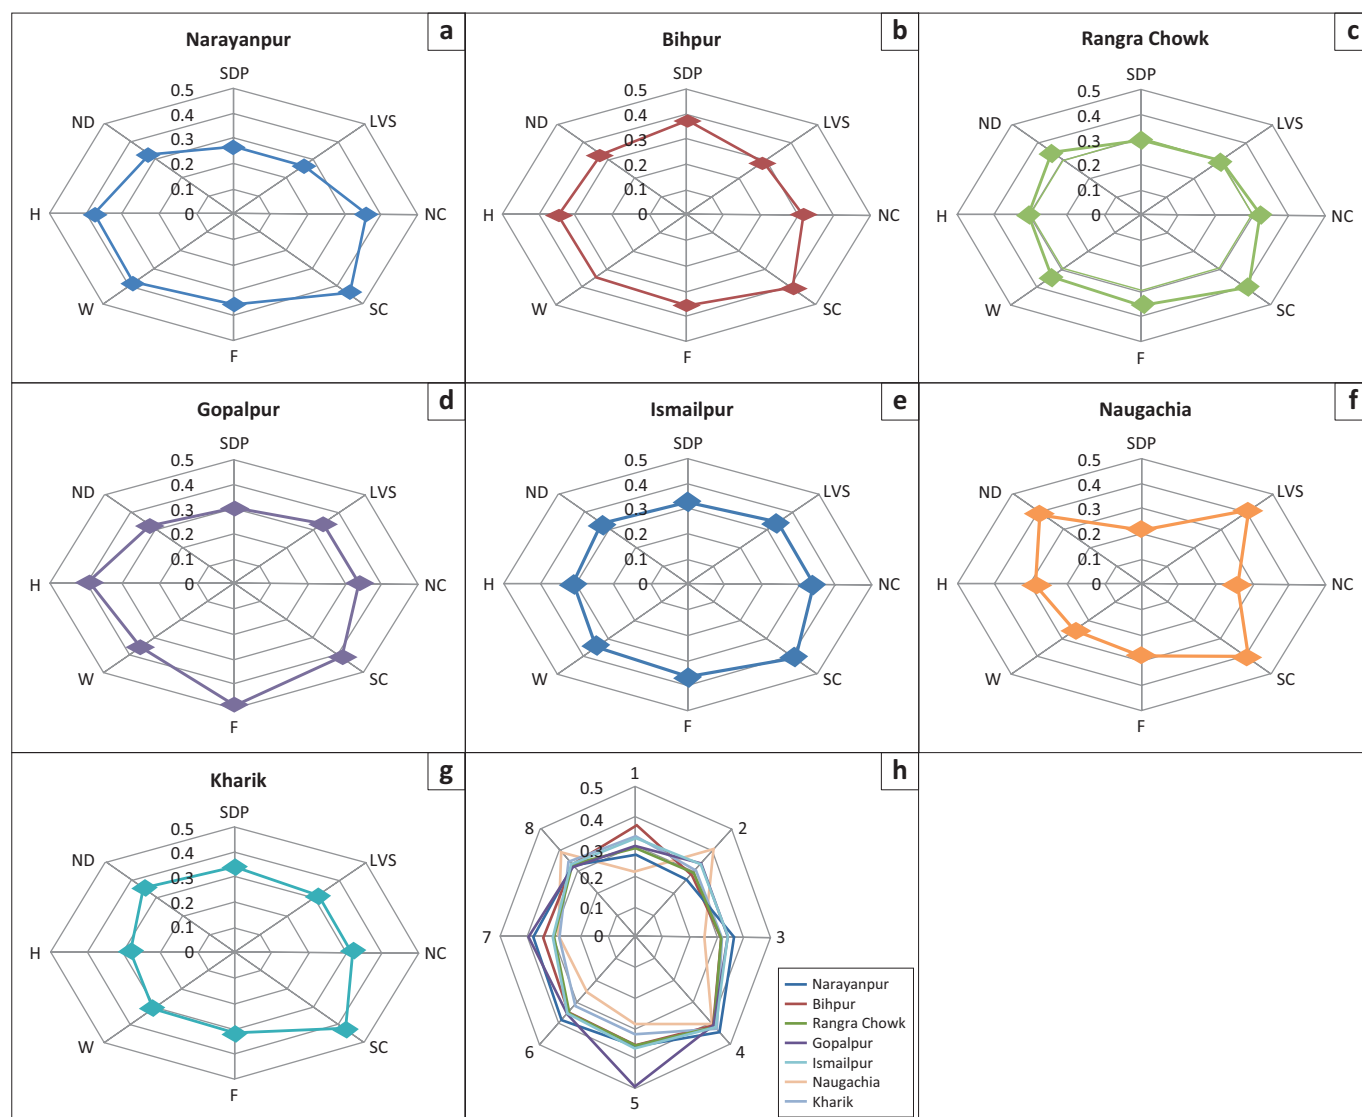 a
Narayanpur
SDP
0.5
0.4
0.3
0.2
0.1
0
LVS
NC
SC
F
W
H
ND
b
Bihpur
SDP
0.5
0.4
0.3
0.2
0.1
0
LVS
NC
SC
F
W
H
ND
c
Rangra Chowk
SDP
0.5
0.4
0.3
0.2
0.1
0
LVS
NC
SC
F
W
H
ND
d
Gopalpur
SDP
0.5
0.4
0.3
0.2
0.1
0
LVS
NC
SC
F
W
H
ND
e
Ismailpur
SDP
0.5
0.4
0.3
0.2
0.1
0
LVS
NC
SC
F
W
H
ND
f
Naugachia
SDP
0.5
0.4
0.3
0.2
0.1
0
LVS
NC
SC
F
W
H
ND
g
Kharik
SDP
0.5
0.4
0.3
0.2
0.1
0
LVS
NC
SC
F
W
H
ND
h
1
0.5
0.4
0.3
0.2
0.1
0
2
3
4
5
6
7
8
Narayanpur
Bihpur
Rangra Chowk
Gopalpur
Ismailpur
Naugachia
Kharik